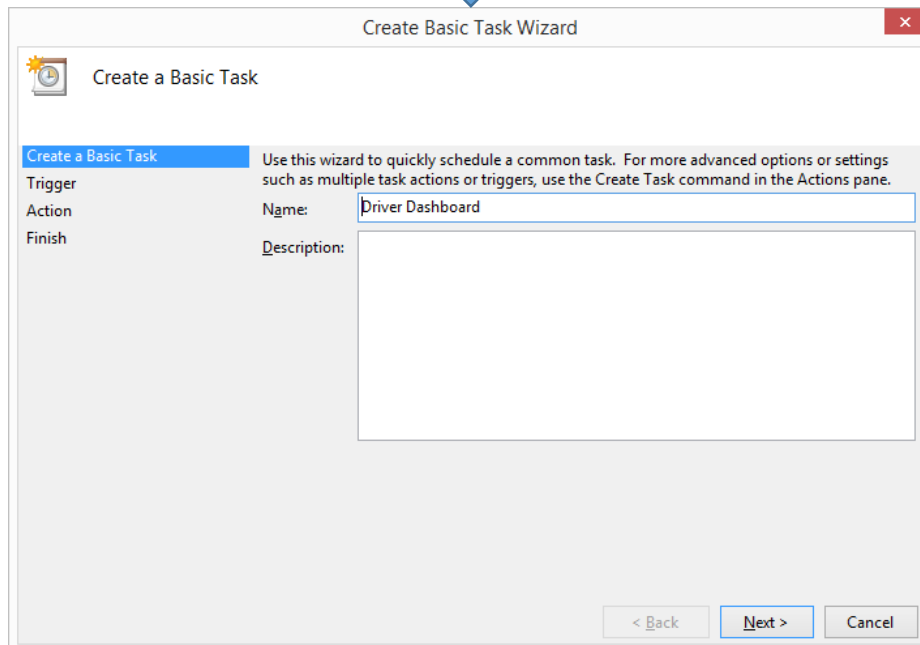 Create Basic Task Wizard
Create a Basic Task
Create a Basic Task
Trigger
Action
Finish
Use this wizard to quickly schedule a common task. For more advanced options or settings
such as multiple task actions or triggers, use the Create Task command in the Actions pane.
Name:
Driver Dashboard
Description:
< Back
Next >
Cancel